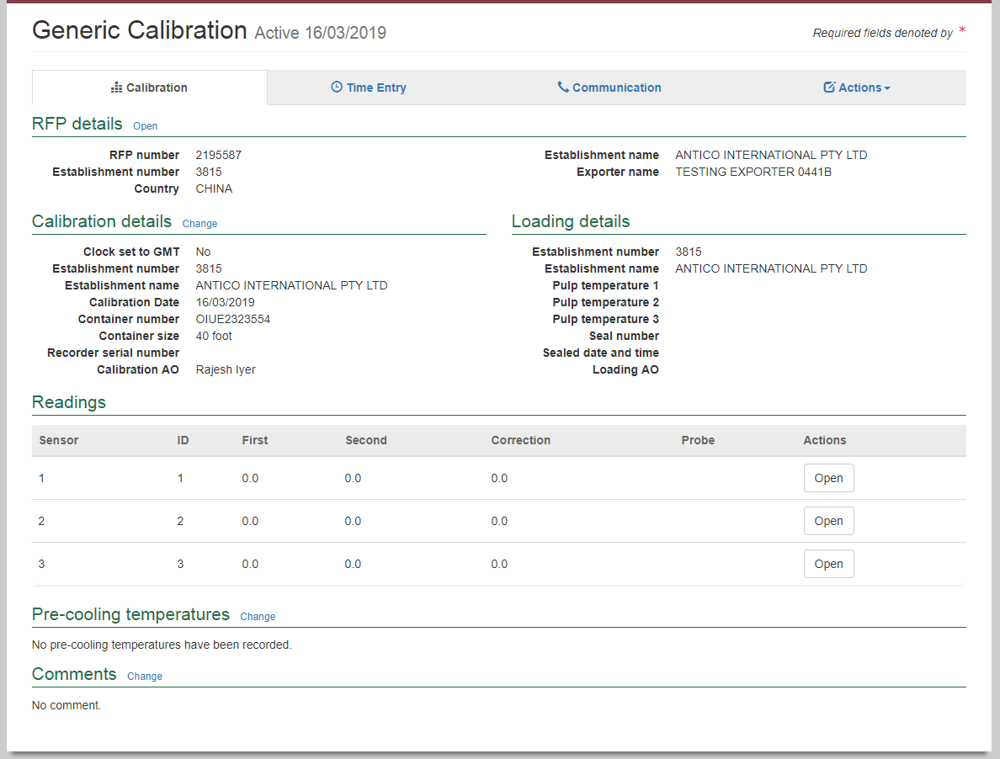 Generic Calibration Active 16/03/2019
Required fields denoted by *
Calibration
Time Entry
Communication
Actions
RFP details Open
RFP number 2195587
Establishment number 3815
Country CHINA
Establishment name ANTICO INTERNATIONAL PTY LTD
Exporter name TESTING EXPORTER 0441B
Calibration details Change
Clock set to GMT No
Establishment number 3815
Establishment name ANTICO INTERNATIONAL PTY LTD
Calibration Date 16/03/2019
Container number OIUE2323554
Container size 40 foot
Recorder serial number
Calibration AO Rajesh Iyer
Loading details
Establishment number 3815
Establishment name ANTICO INTERNATIONAL PTY LTD
Pulp temperature 1
Pulp temperature 2
Pulp temperature 3
Seal number
Sealed date and time
Loading AO
Readings
Sensor ID First Second Correction Probe Actions
1 1 0.0 0.0 0.0 Open
2 2 0.0 0.0 0.0 Open
3 3 0.0 0.0 0.0 Open
Pre-cooling temperatures Change
No pre-cooling temperatures have been recorded.
Comments Change
No comment.